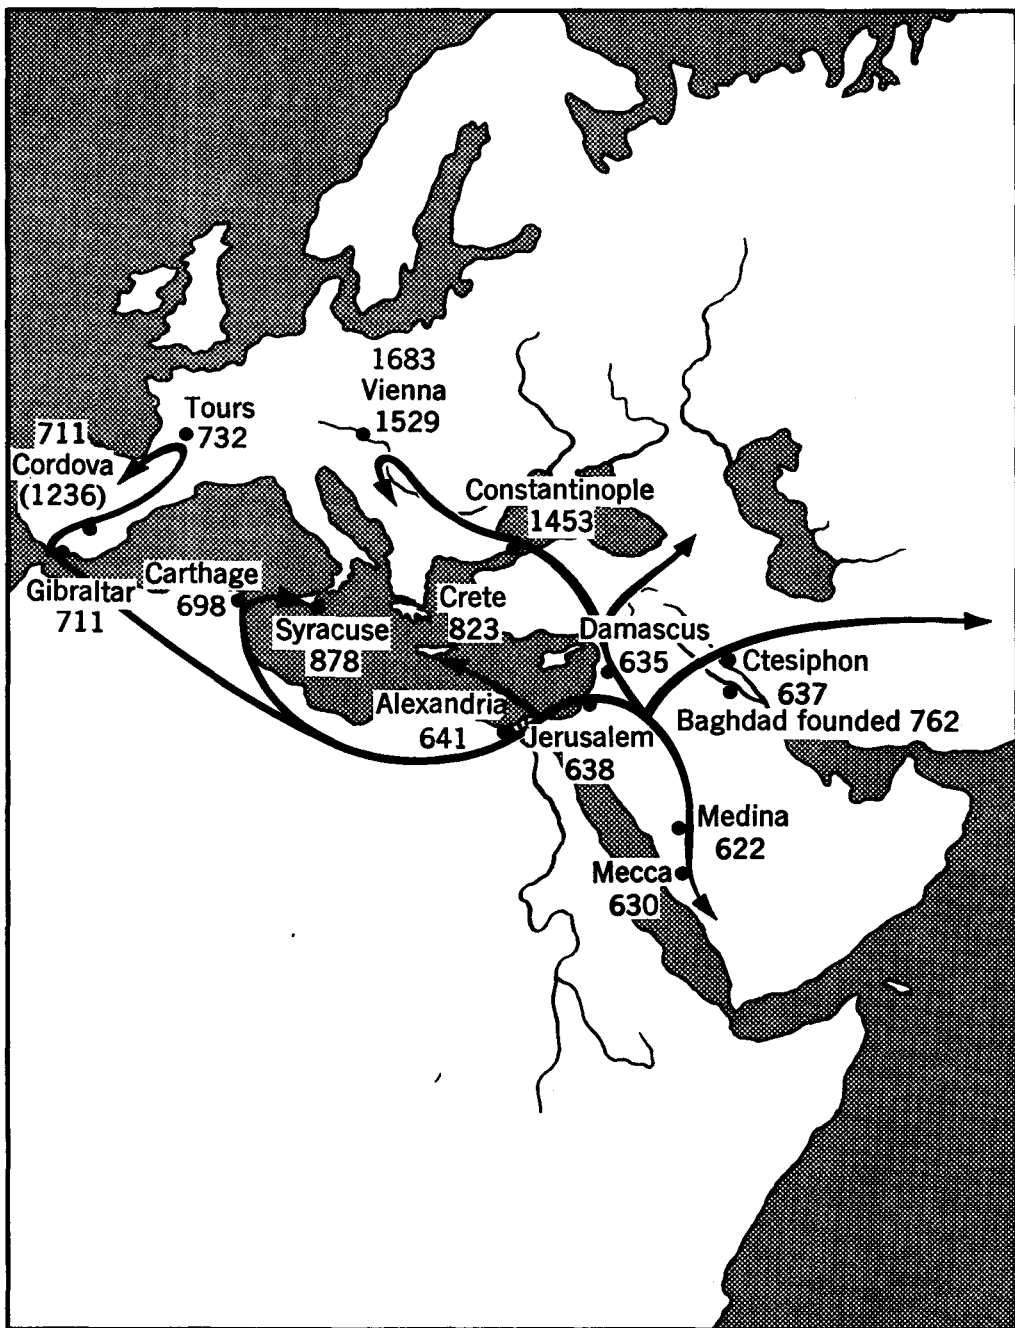 1683
Vienna
1529
Tours
732
711
Cordova
(1236)
Constantinople
1453
Gibraltar
711
Carthage
698
Syracuse
878
Crete
823
Damascus
635
Ctesiphon
637
Baghdad founded 762
Alexandria
641
Jerusalem
638
Medina
622
Mecca
630